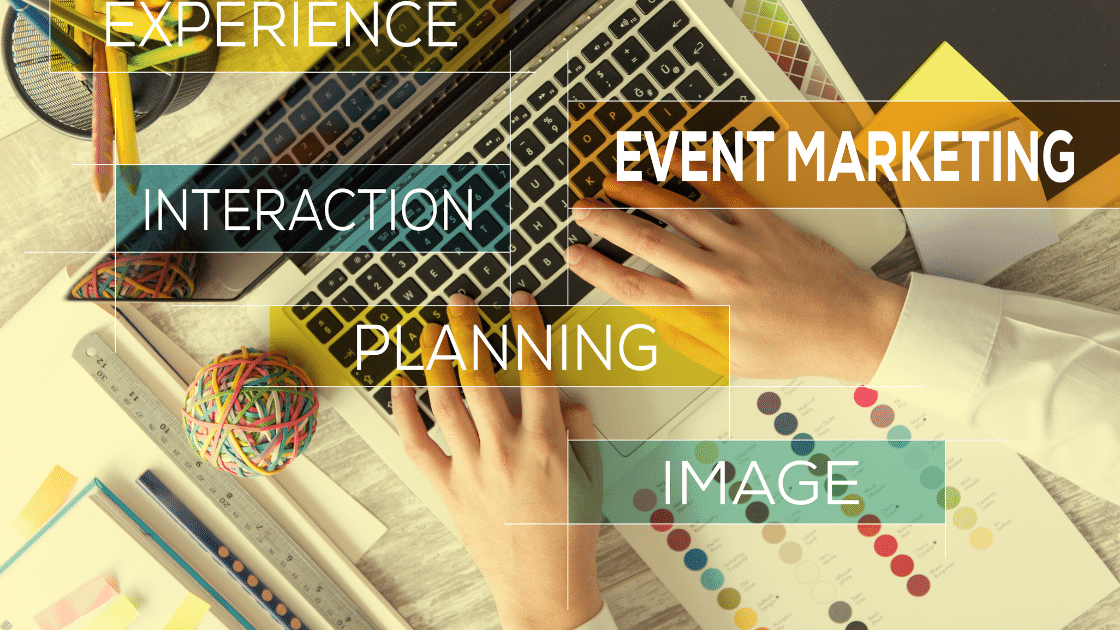 EXPERIENCE
EVENT MARKETING
INTERACTION
PLANNING
IMAGE